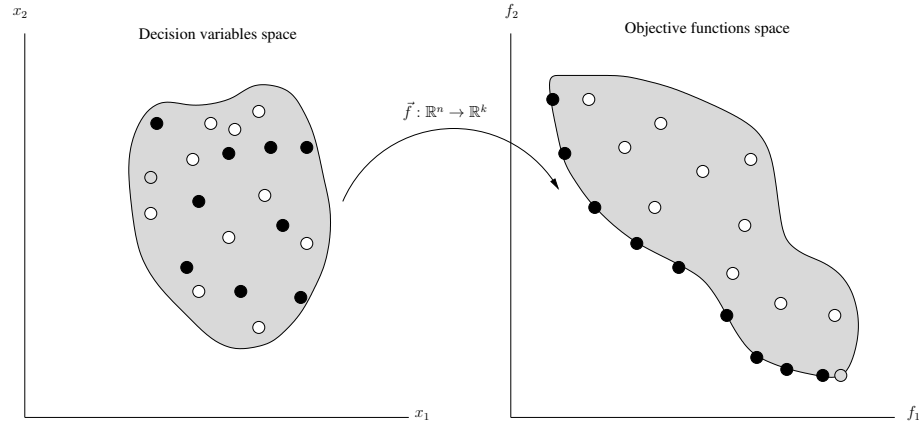 x₂
Decision variables space
x₁
f⃗ : ℝⁿ → ℝᵏ
f₂
Objective functions space
f₁